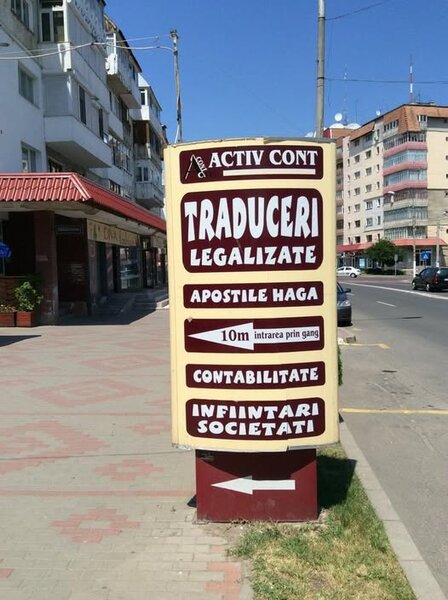 ACTIV CONT
TRADUCERI
LEGALIZATE
APOSTILE HAGA
10m intrarea prin gang
CONTABILITATE
INFIINTARI
SOCIETATI